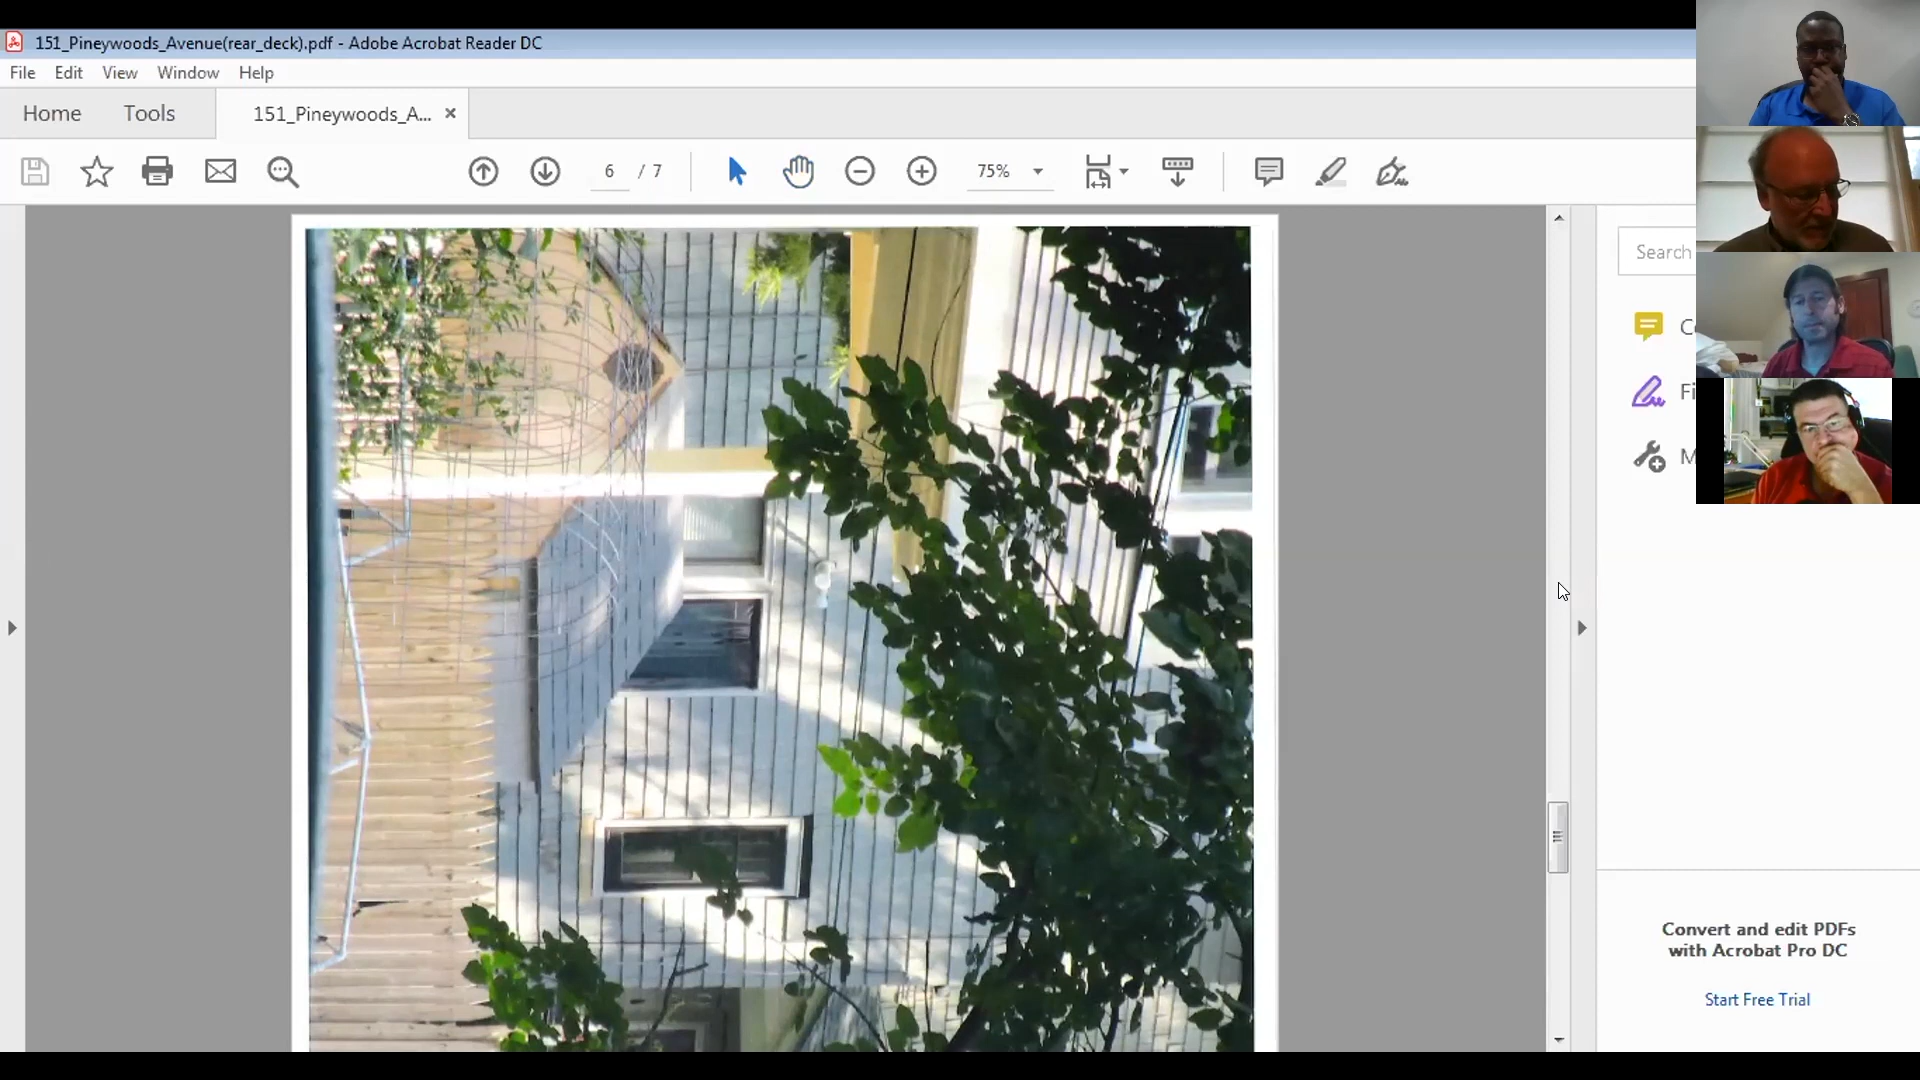 151_Pineywoods_Avenue(rear_deck).pdf - Adobe Acrobat Reader DC
File Edit View Window Help
Home Tools 151_Pineywoods_A... ×
6 / 7 75%
Search
Convert and edit PDFs
with Acrobat Pro DC
Start Free Trial